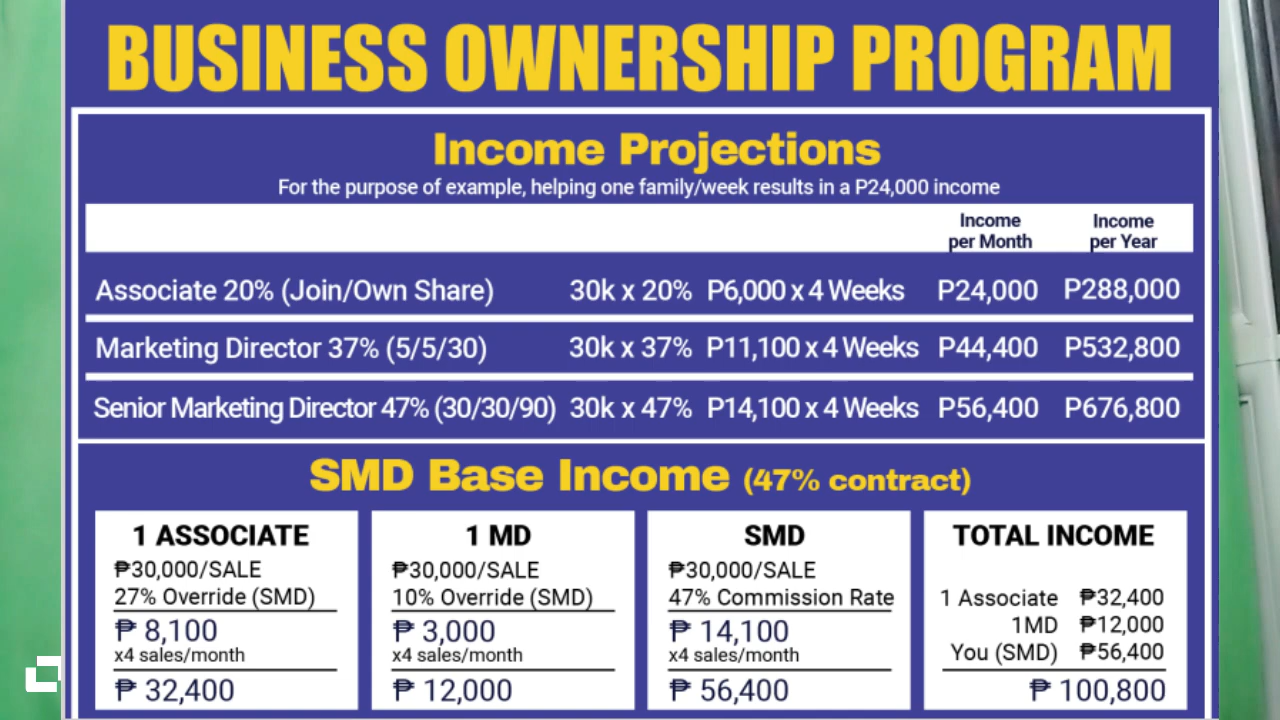 BUSINESS OWNERSHIP PROGRAM
Income Projections
For the purpose of example, helping one family/week results in a P24,000 income
Income per Month Income per Year
Associate 20% (Join/Own Share) 30k x 20% P6,000 x 4 Weeks P24,000 P288,000
Marketing Director 37% (5/5/30) 30k x 37% P11,100 x 4 Weeks P44,400 P532,800
Senior Marketing Director 47% (30/30/90) 30k x 47% P14,100 x 4 Weeks P56,400 P676,800
SMD Base Income (47% contract)
1 ASSOCIATE
₱30,000/SALE
27% Override (SMD)
₱ 8,100
x4 sales/month
₱ 32,400
1 MD
₱30,000/SALE
10% Override (SMD)
₱ 3,000
x4 sales/month
₱ 12,000
SMD
₱30,000/SALE
47% Commission Rate
₱ 14,100
x4 sales/month
₱ 56,400
TOTAL INCOME
1 Associate ₱32,400
1MD ₱12,000
You (SMD) ₱56,400
₱ 100,800